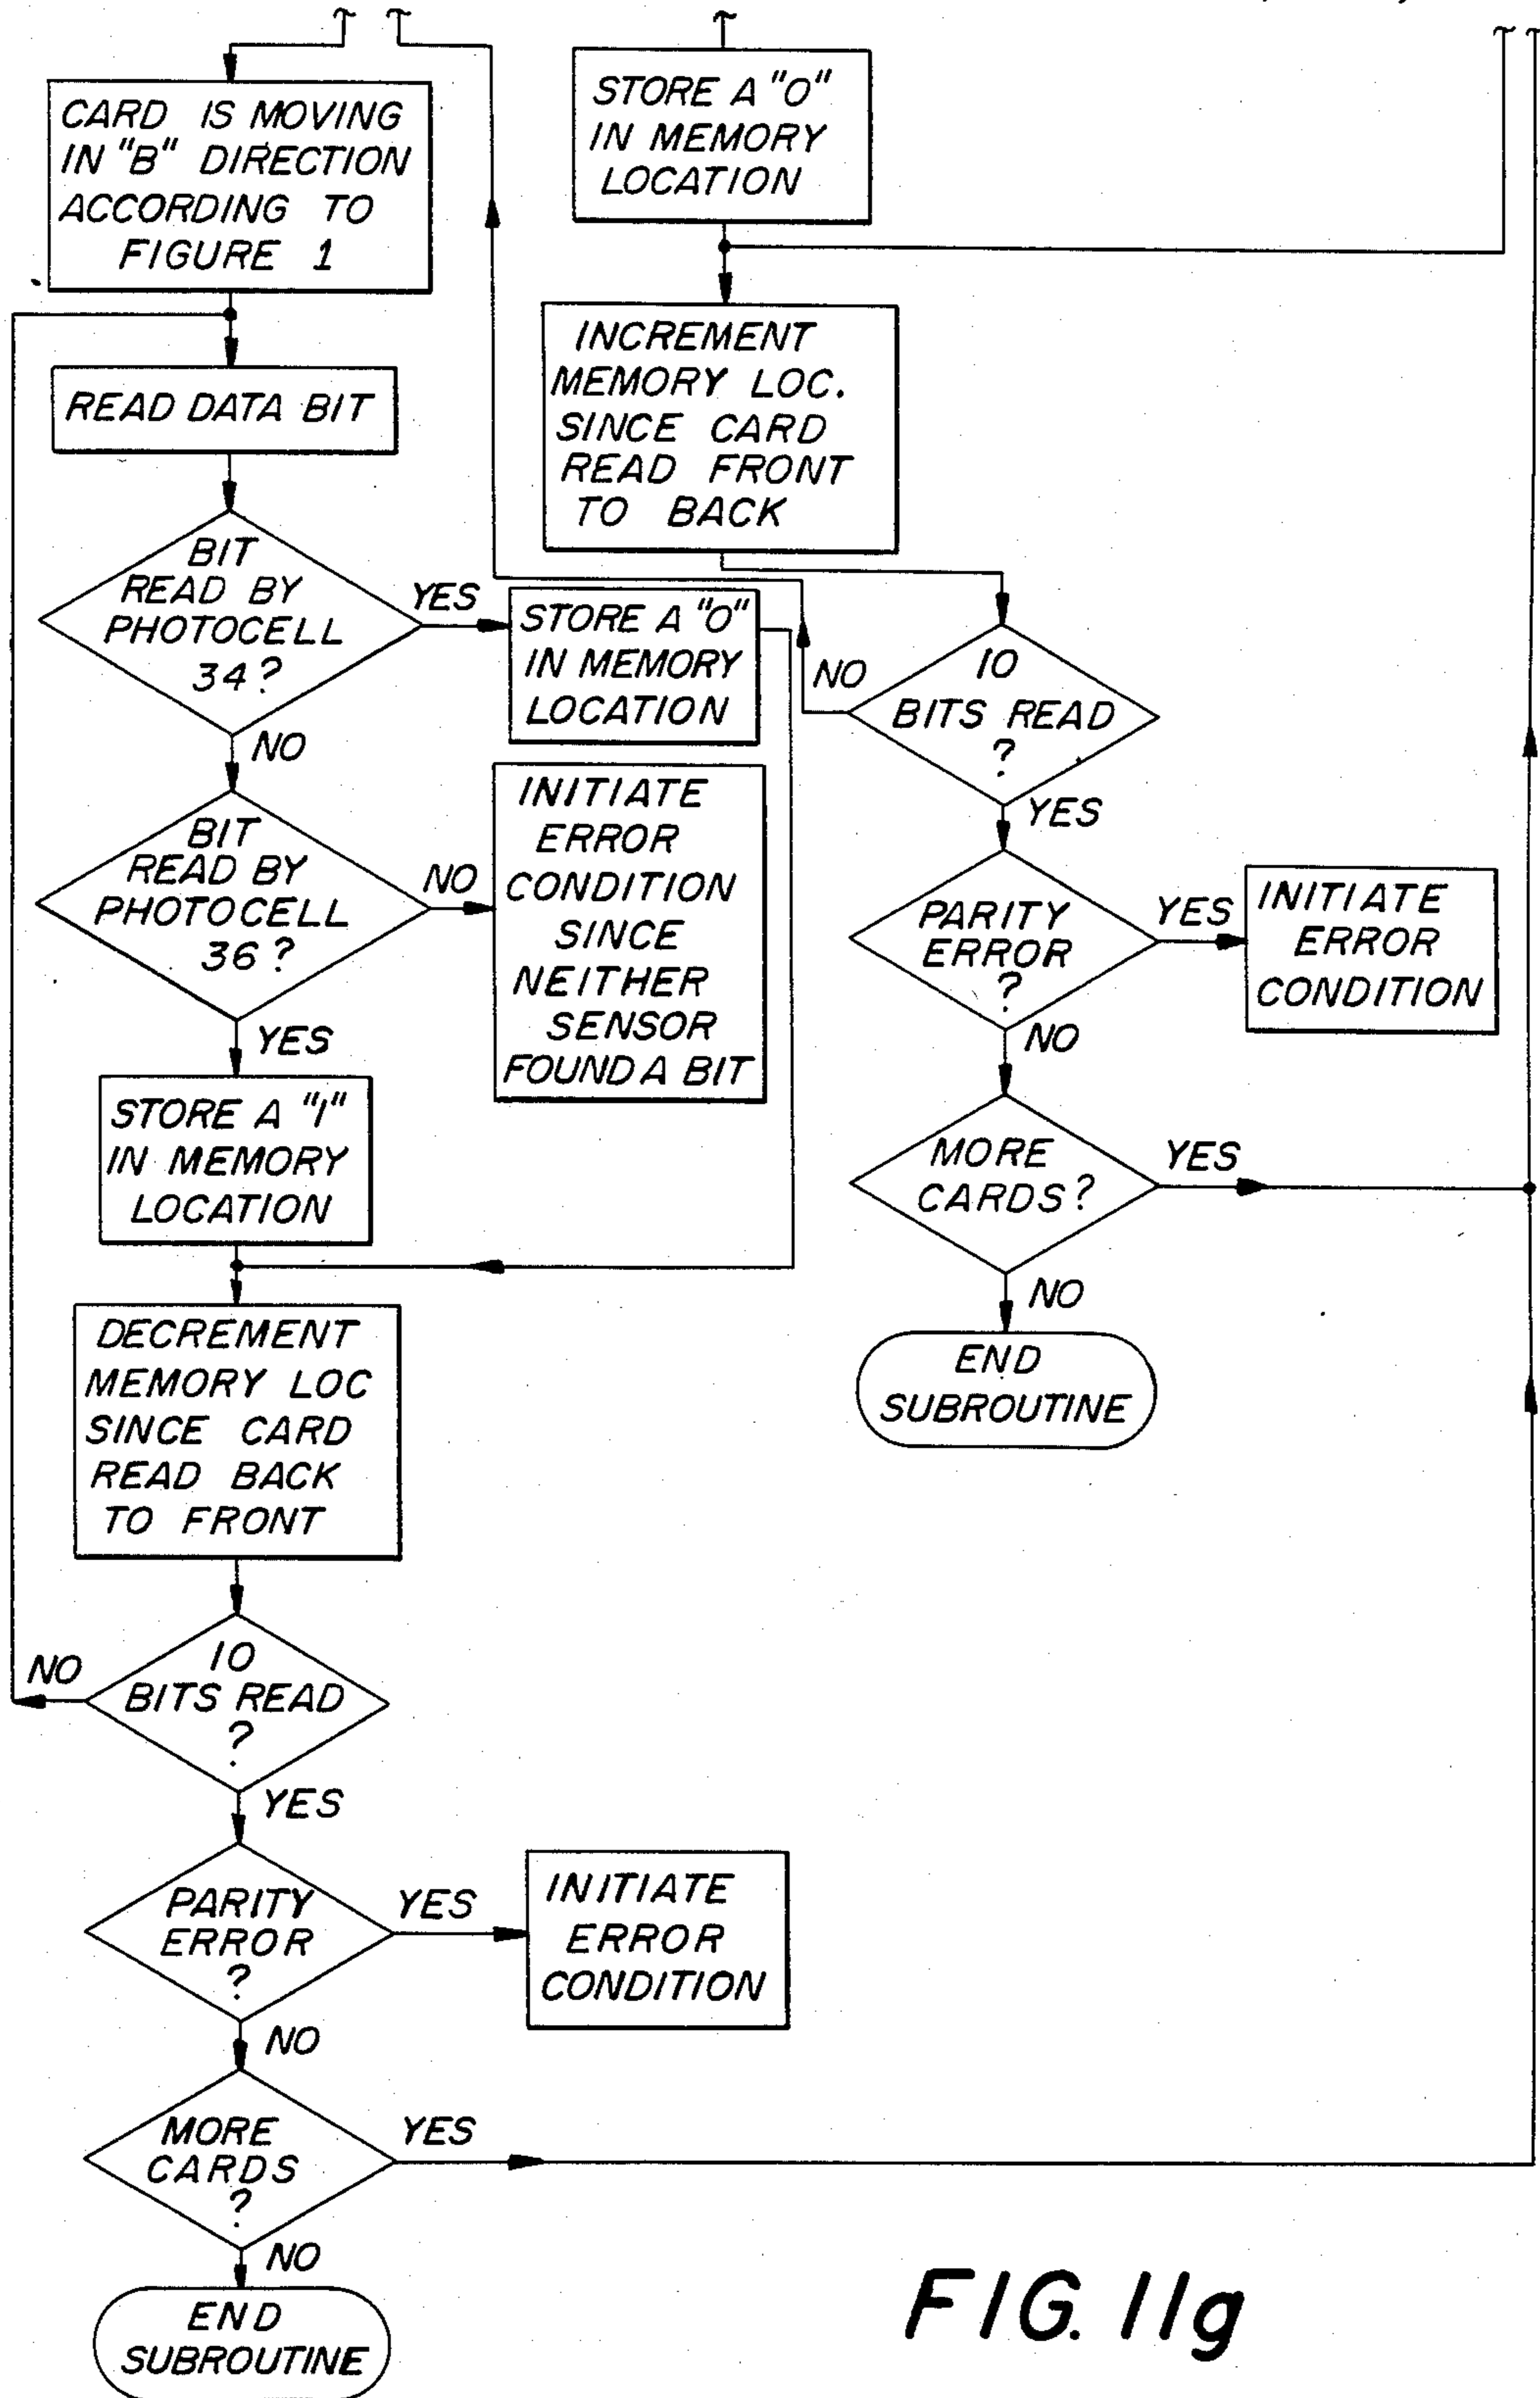 CARD IS MOVING
IN "B" DIRECTION
ACCORDING TO
FIGURE 1
READ DATA BIT
BIT
READ BY
PHOTOCELL
34?
YES
STORE A "0"
IN MEMORY
LOCATION
NO
BIT
READ BY
PHOTOCELL
36?
NO
INITIATE
ERROR
CONDITION
SINCE
NEITHER
SENSOR
FOUND A BIT
YES
STORE A "1"
IN MEMORY
LOCATION
DECREMENT
MEMORY LOC
SINCE CARD
READ BACK
TO FRONT
10
BITS READ
?
NO
YES
PARITY
ERROR
?
YES
INITIATE
ERROR
CONDITION
NO
MORE
CARDS
?
YES
NO
END
SUBROUTINE
STORE A "0"
IN MEMORY
LOCATION
INCREMENT
MEMORY LOC.
SINCE CARD
READ FRONT
TO BACK
10
BITS READ
?
NO
YES
PARITY
ERROR
?
YES
INITIATE
ERROR
CONDITION
NO
MORE
CARDS?
YES
NO
END
SUBROUTINE
FIG. 11g